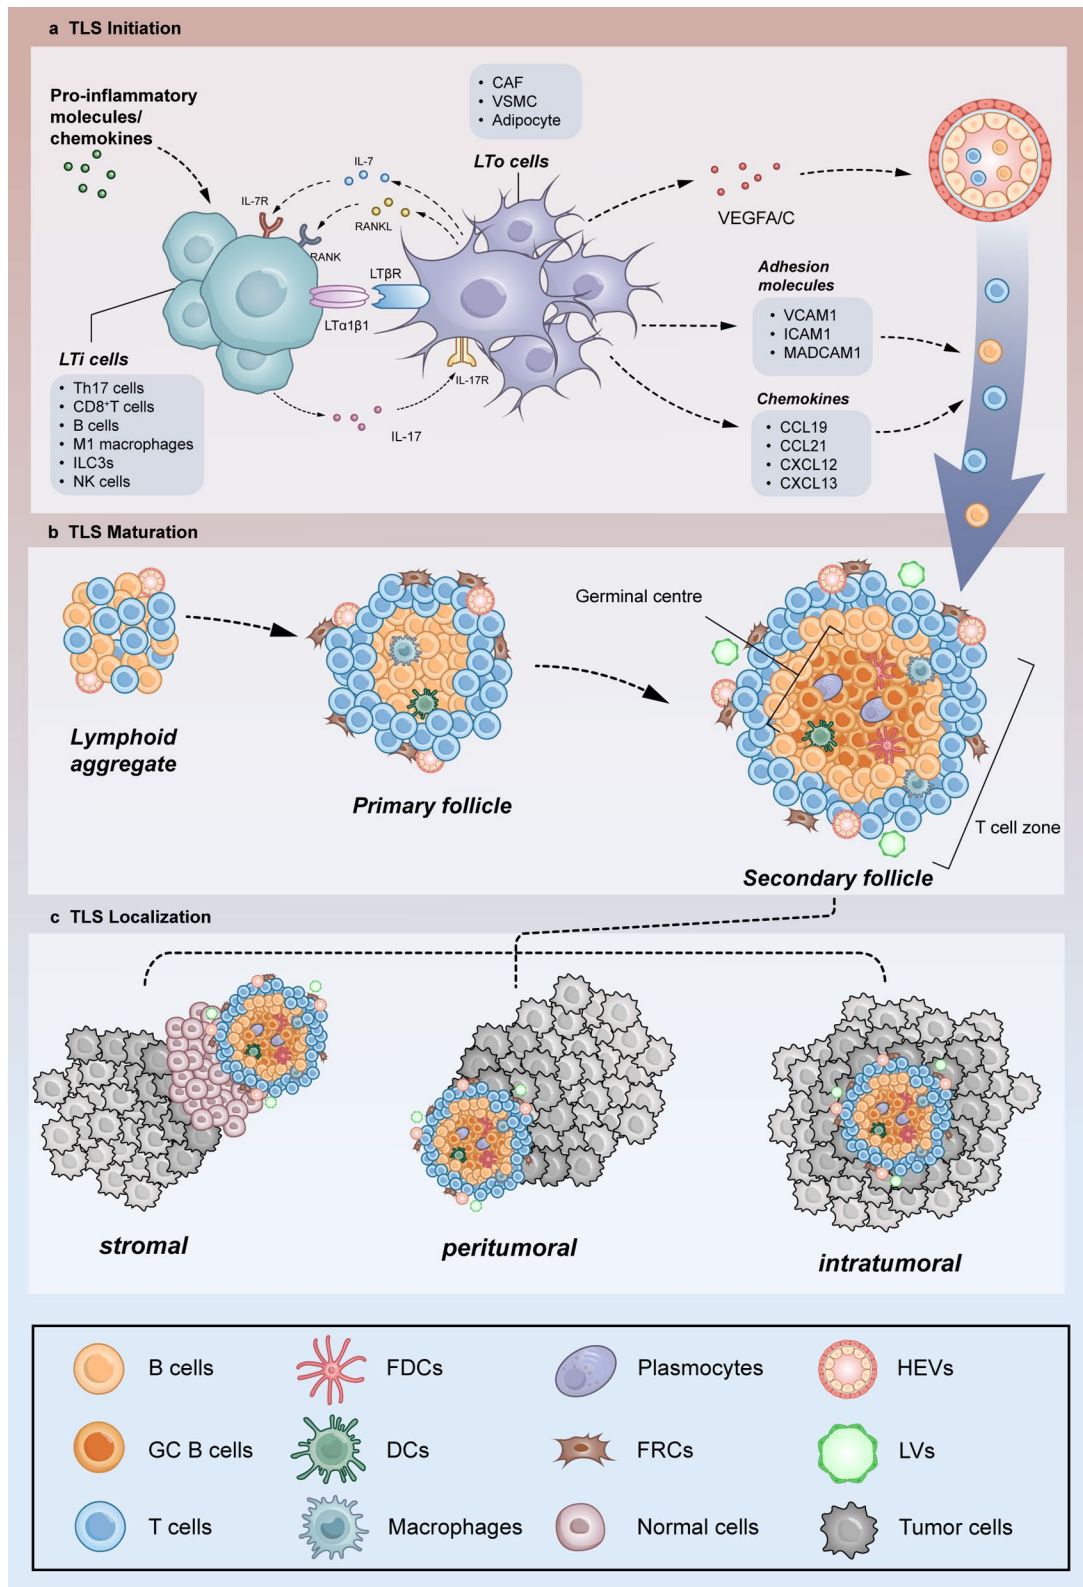 a TLS Initiation
Pro-inflammatory
molecules/
chemokines
• CAF
• VSMC
• Adipocyte
LTo cells
IL-7
IL-7R
RANKL
RANK
LTβR
LTα1β1
VEGFA/C
Adhesion
molecules
• VCAM1
• ICAM1
• MADCAM1
LTi cells
• Th17 cells
• CD8⁺T cells
• B cells
• M1 macrophages
• ILC3s
• NK cells
IL-17R
IL-17
Chemokines
• CCL19
• CCL21
• CXCL12
• CXCL13
b TLS Maturation
Germinal centre
Lymphoid
aggregate
Primary follicle
T cell zone
Secondary follicle
c TLS Localization
stromal
peritumoral
intratumoral
B cells
FDCs
Plasmocytes
HEVs
GC B cells
DCs
FRCs
LVs
T cells
Macrophages
Normal cells
Tumor cells